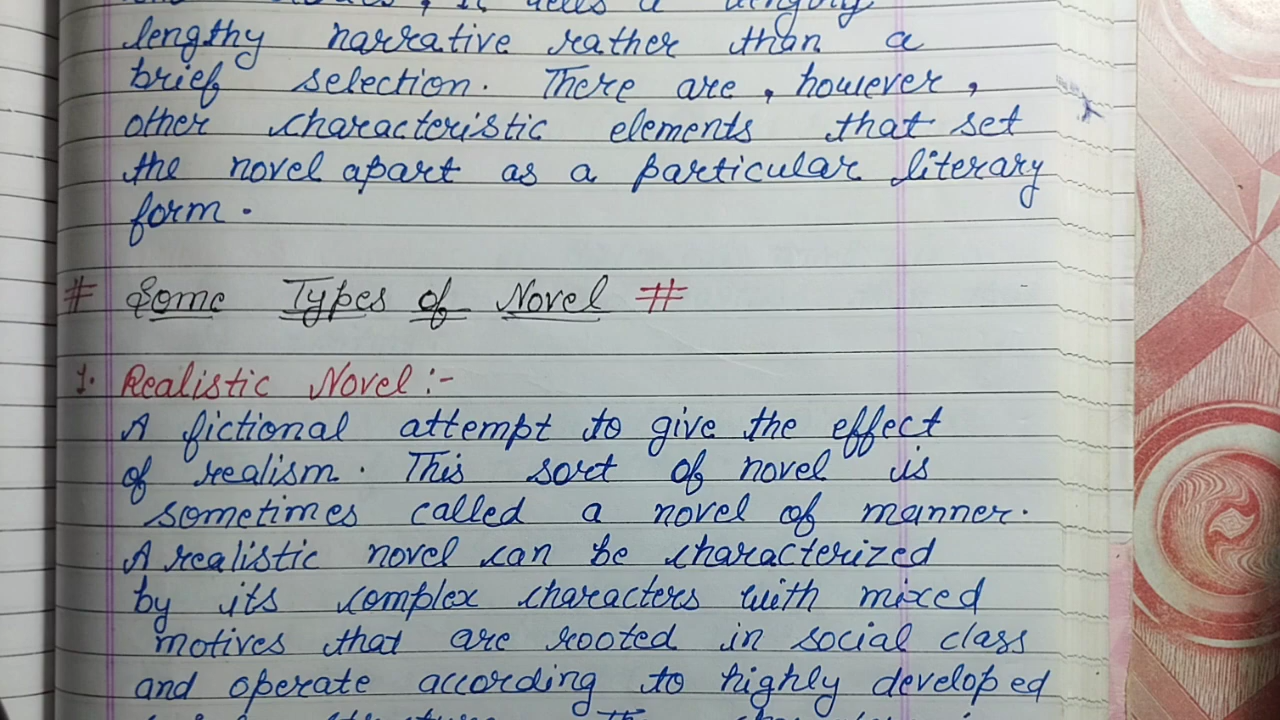 it tells a
lengthy narrative rather than a
brief selection. There are, however,
other characteristic elements that set
the novel apart as a particular literary
form.
# Some Types of Novel #
1. Realistic Novel :-
A fictional attempt to give the effect
of realism. This sort of novel is
sometimes called a novel of manner.
A realistic novel can be characterized
by its complex characters with mixed
motives that are rooted in social class
and operate according to highly developed